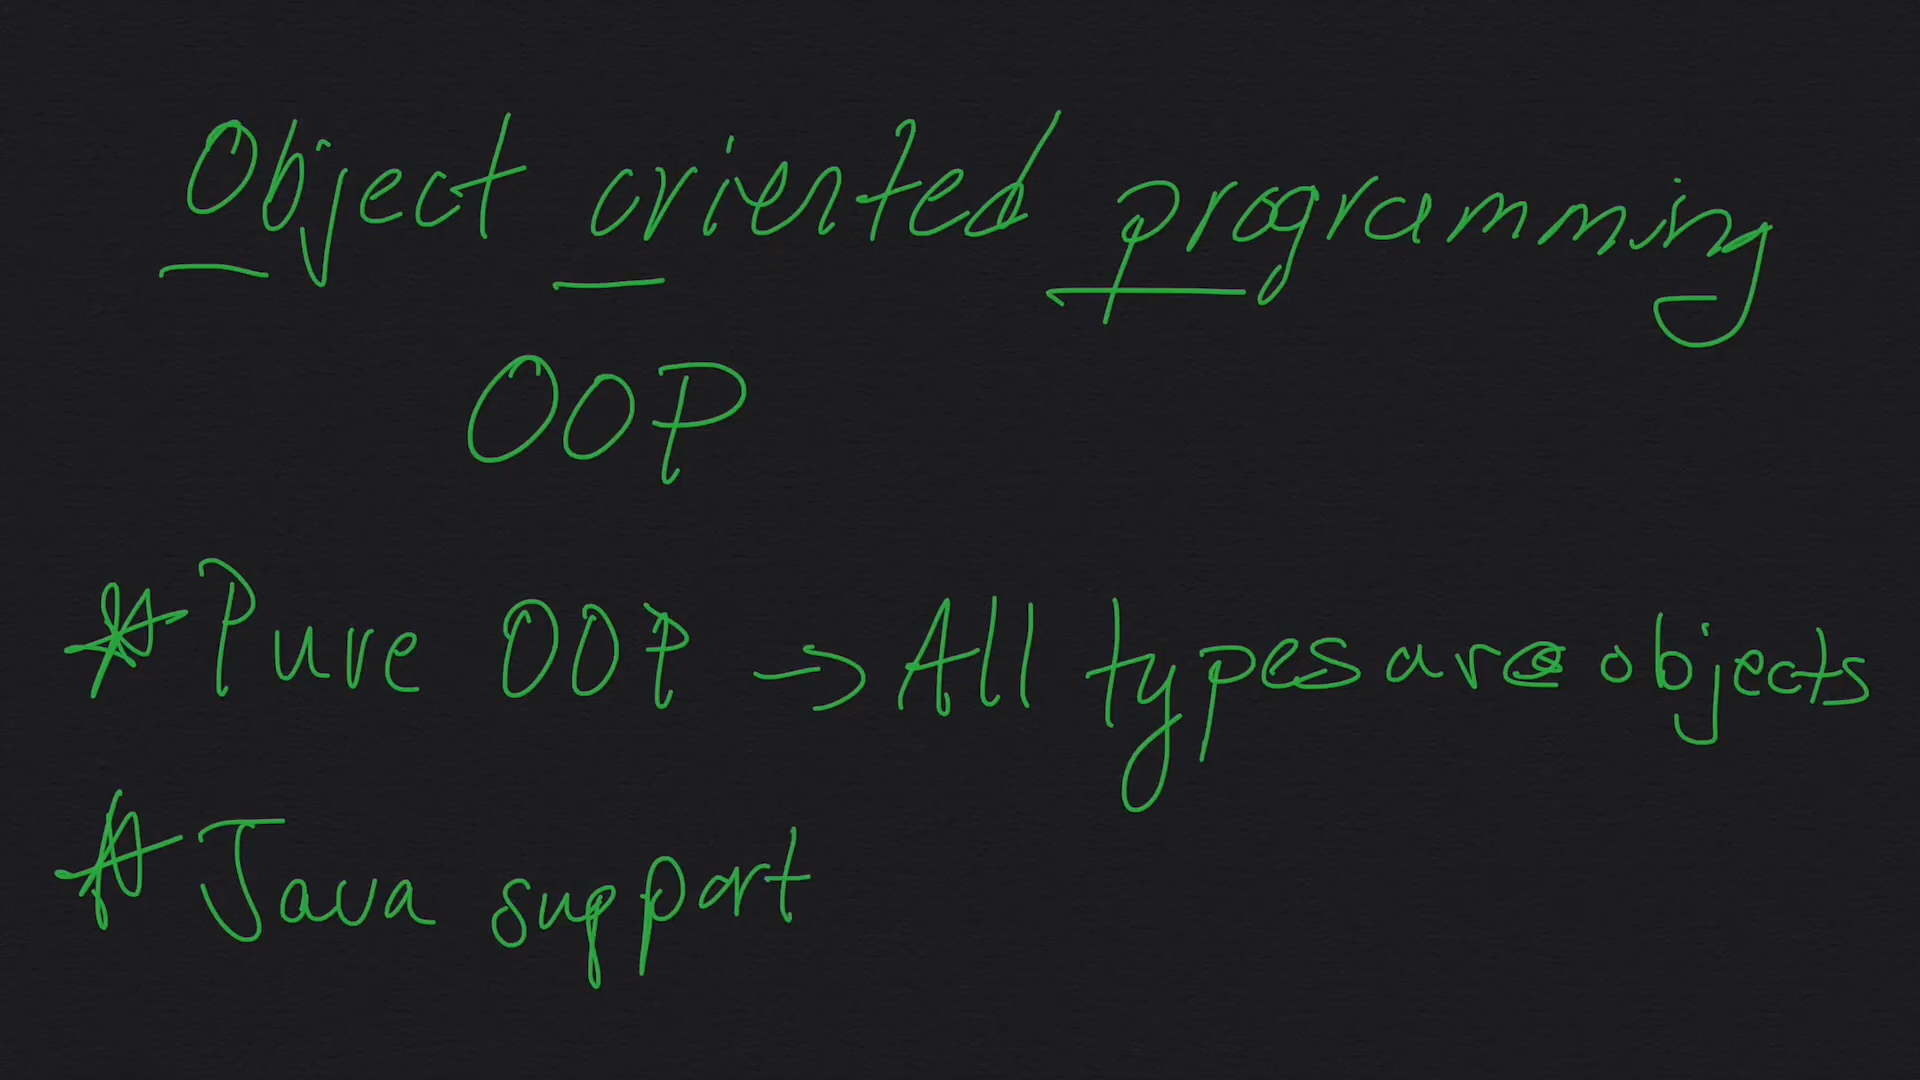 Object oriented programming
OOP
* Pure OOP → All types are objects
* Java support